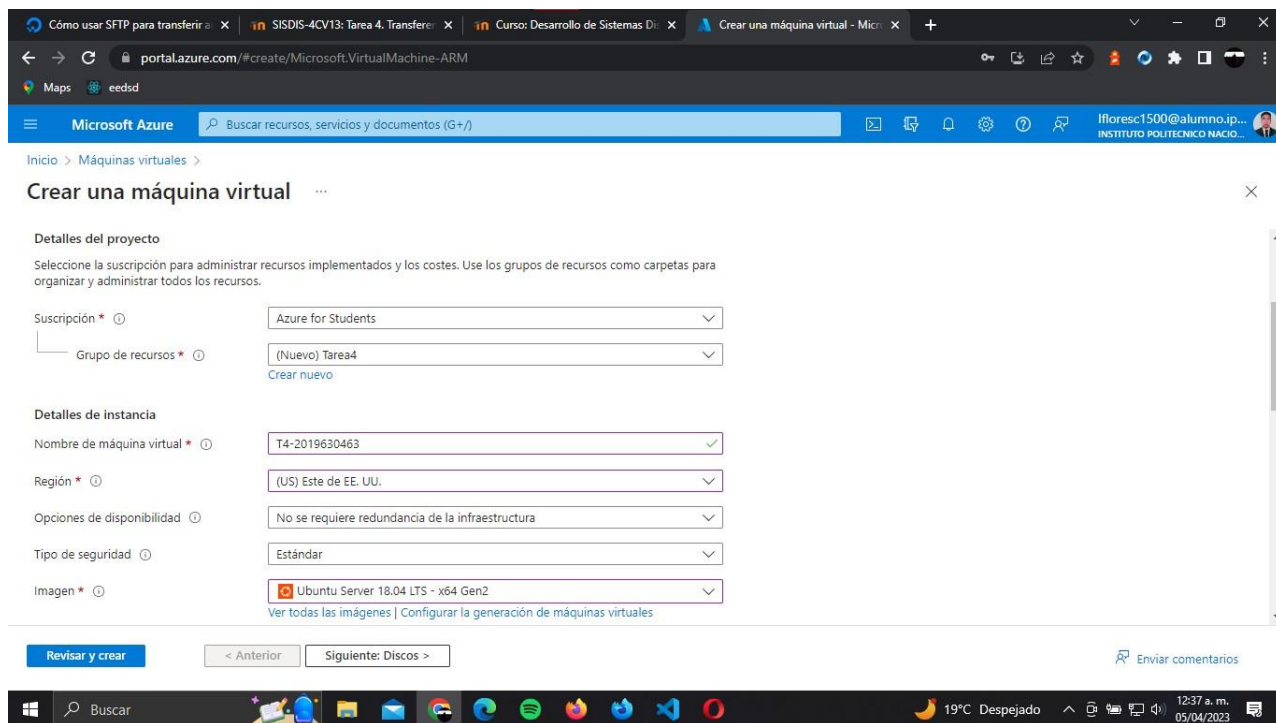 Cómo usar SFTP para transferir a
SISDIS-4CV13: Tarea 4. Transferer
Curso: Desarrollo de Sistemas Dis
Crear una máquina virtual - Micro
portal.azure.com/#create/Microsoft.VirtualMachine-ARM
Maps
eedsd
Microsoft Azure
Buscar recursos, servicios y documentos (G+/)
lfloresc1500@alumno.ip...
INSTITUTO POLITECNICO NACIO...
Inicio > Máquinas virtuales >
Crear una máquina virtual ...
Detalles del proyecto
Seleccione la suscripción para administrar recursos implementados y los costes. Use los grupos de recursos como carpetas para
organizar y administrar todos los recursos.
Suscripción * Azure for Students
Grupo de recursos * (Nuevo) Tarea4
Crear nuevo
Detalles de instancia
Nombre de máquina virtual * T4-2019630463
Región * (US) Este de EE. UU.
Opciones de disponibilidad No se requiere redundancia de la infraestructura
Tipo de seguridad Estándar
Imagen * Ubuntu Server 18.04 LTS - x64 Gen2
Ver todas las imágenes | Configurar la generación de máquinas virtuales
Revisar y crear
< Anterior
Siguiente: Discos >
Enviar comentarios
Buscar
19°C Despejado
12:37 a. m.
05/04/2023